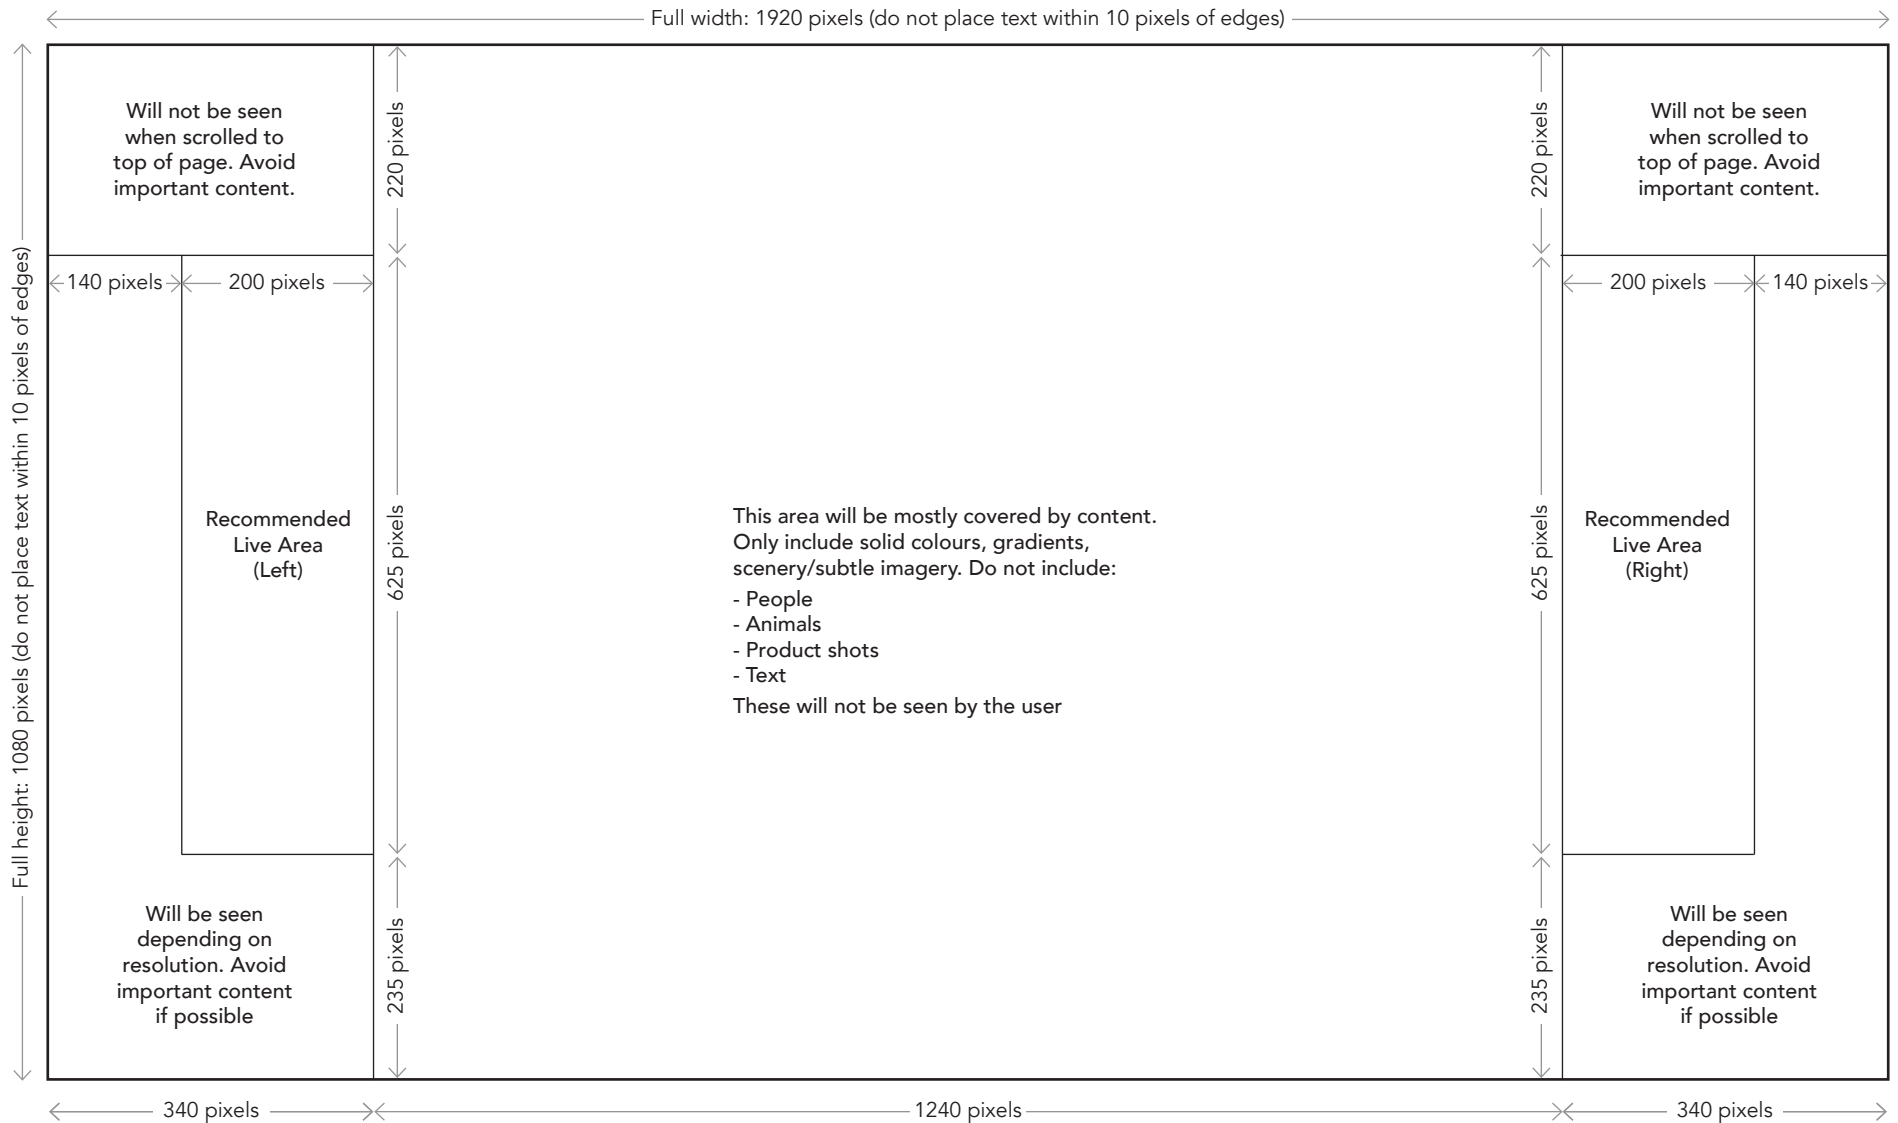 Full width: 1920 pixels (do not place text within 10 pixels of edges)
Full height: 1080 pixels (do not place text within 10 pixels of edges)
Will not be seen
when scrolled to
top of page. Avoid
important content.
220 pixels
220 pixels
Will not be seen
when scrolled to
top of page. Avoid
important content.
140 pixels
200 pixels
200 pixels
140 pixels
Recommended
Live Area
(Left)
625 pixels
This area will be mostly covered by content.
Only include solid colours, gradients,
scenery/subtle imagery. Do not include:
- People
- Animals
- Product shots
- Text
These will not be seen by the user
625 pixels
Recommended
Live Area
(Right)
Will be seen
depending on
resolution. Avoid
important content
if possible
235 pixels
235 pixels
Will be seen
depending on
resolution. Avoid
important content
if possible
340 pixels
1240 pixels
340 pixels